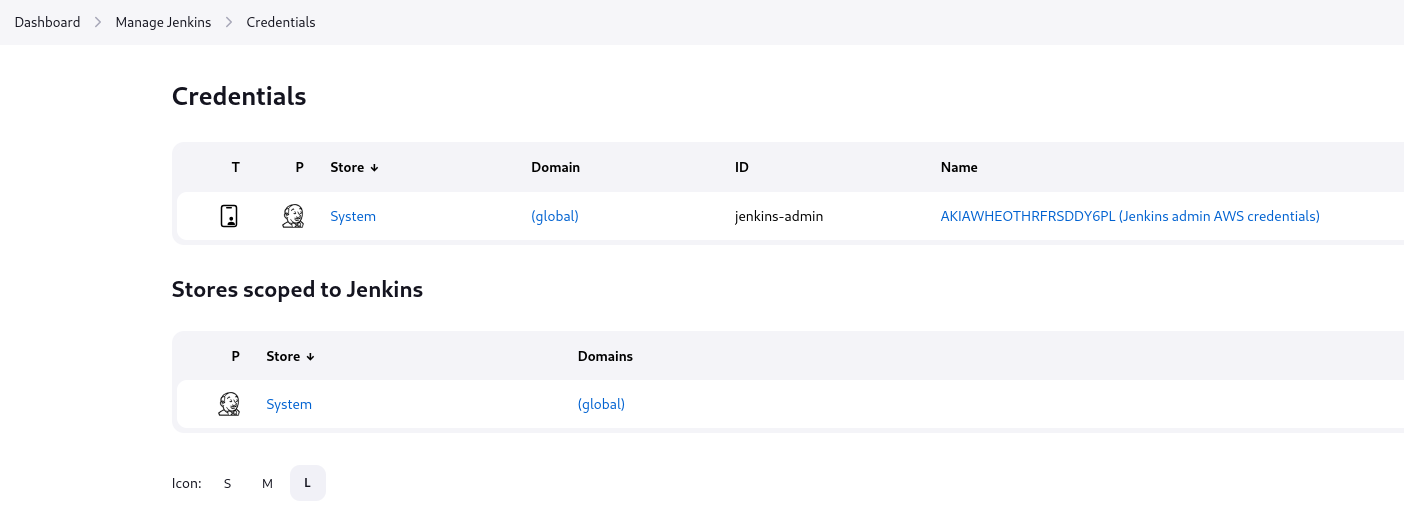 Dashboard > Manage Jenkins > Credentials
Credentials
T P Store ↓ Domain ID Name
System (global) jenkins-admin AKIAWHEOTHRFRSDDY6PL (Jenkins admin AWS credentials)
Stores scoped to Jenkins
P Store ↓ Domains
System (global)
Icon: S M L